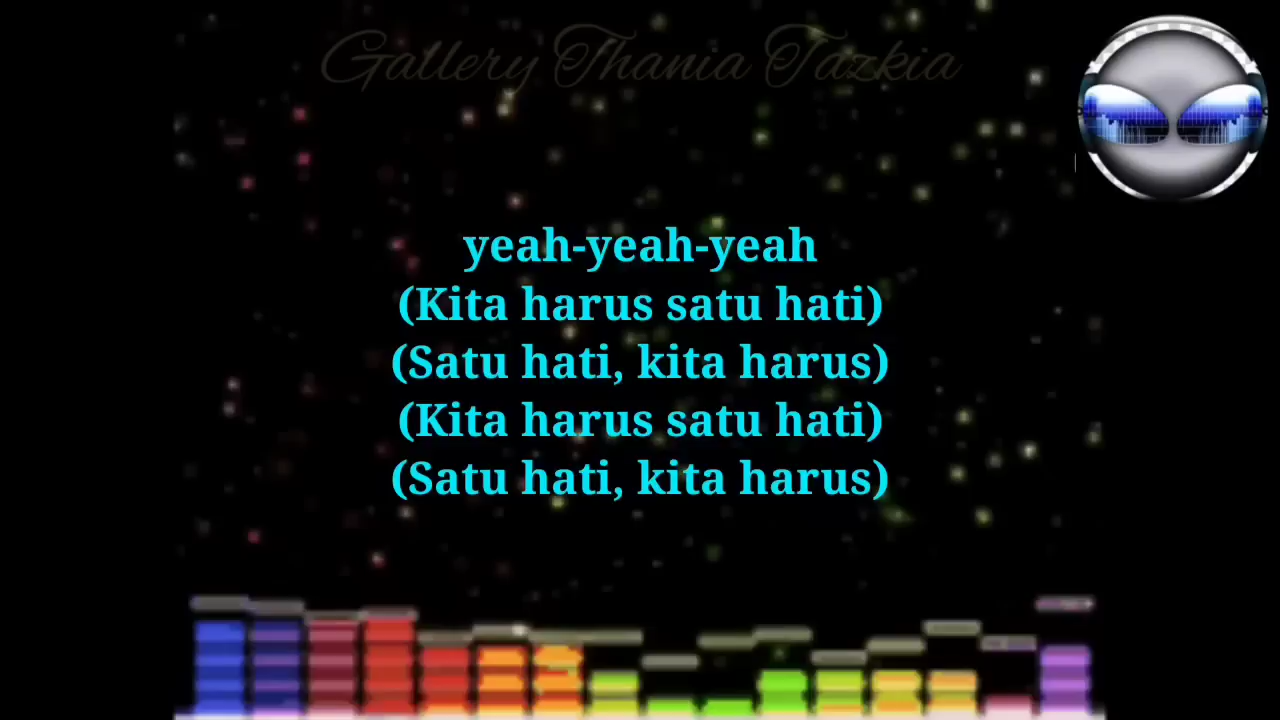 Gallery Thania Tazkia
yeah-yeah-yeah
(Kita harus satu hati)
(Satu hati, kita harus)
(Kita harus satu hati)
(Satu hati, kita harus)